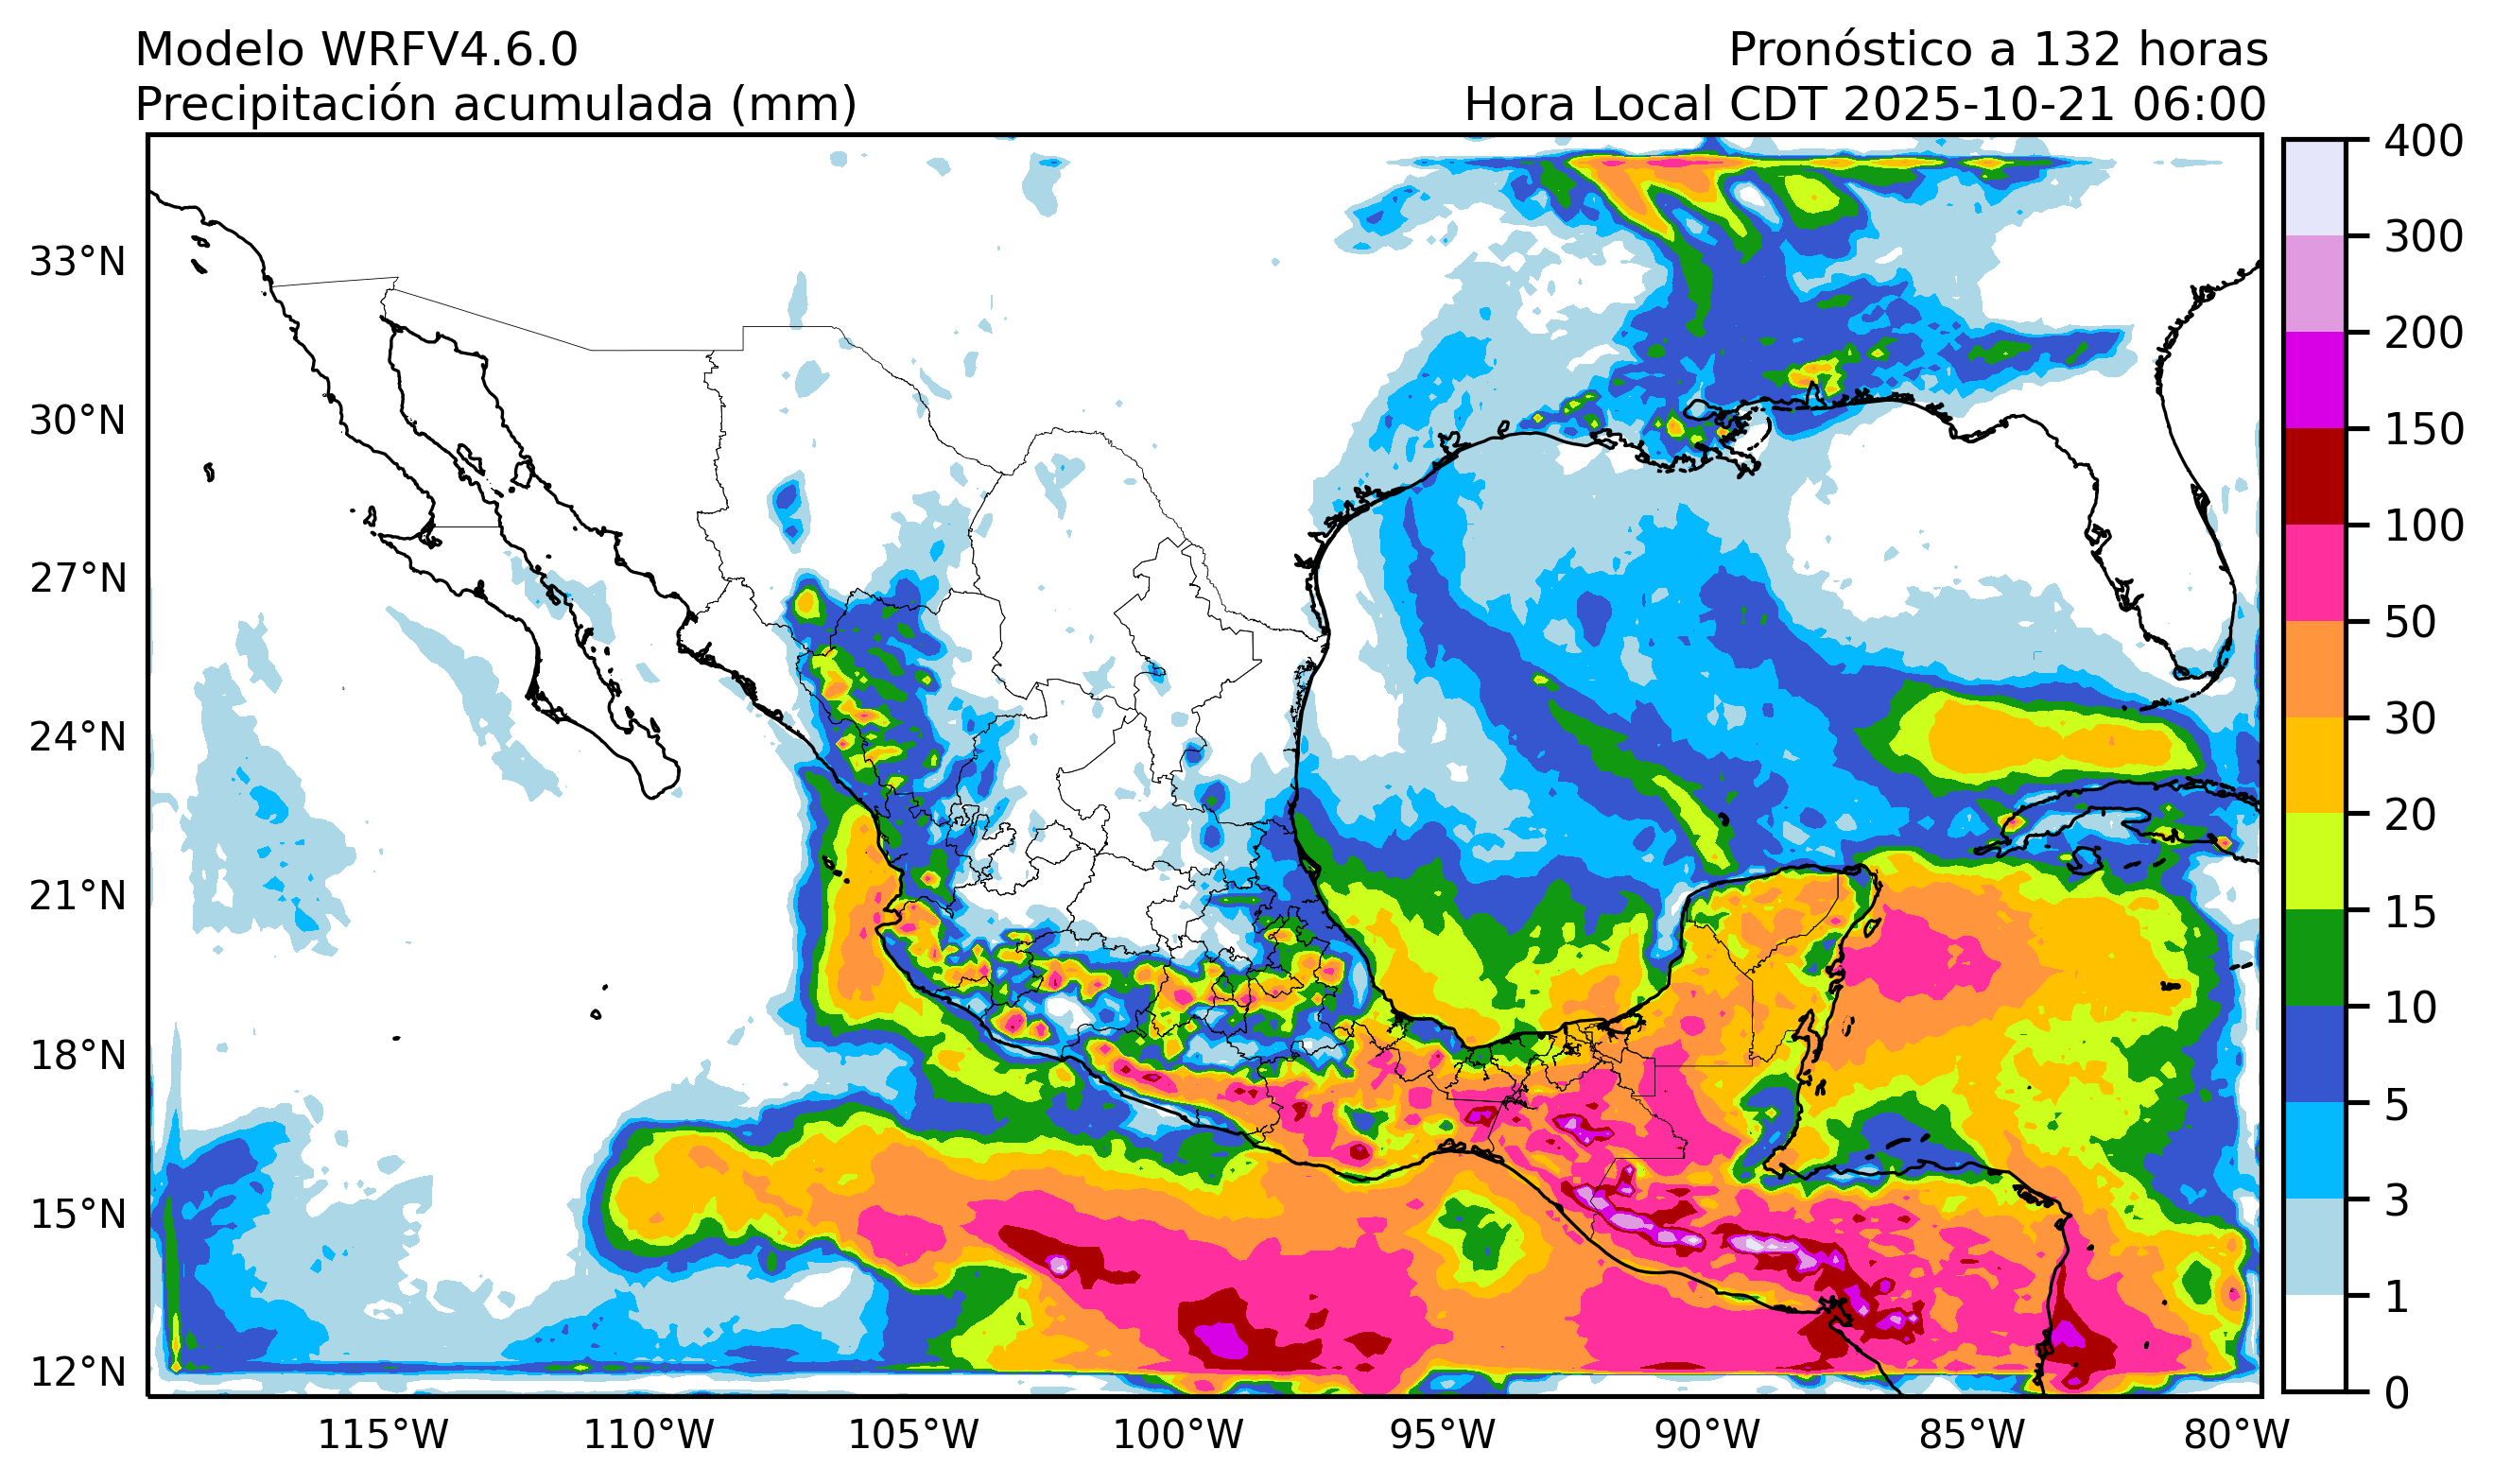 Modelo WRFV4.6.0
Pronóstico a 132 horas
Precipitación acumulada (mm)
Hora Local CDT 2025-10-21 06:00
33°N
30°N
27°N
24°N
21°N
18°N
15°N
12°N
115°W
110°W
105°W
100°W
95°W
90°W
85°W
80°W
400
300
200
150
100
50
30
20
15
10
5
3
1
0